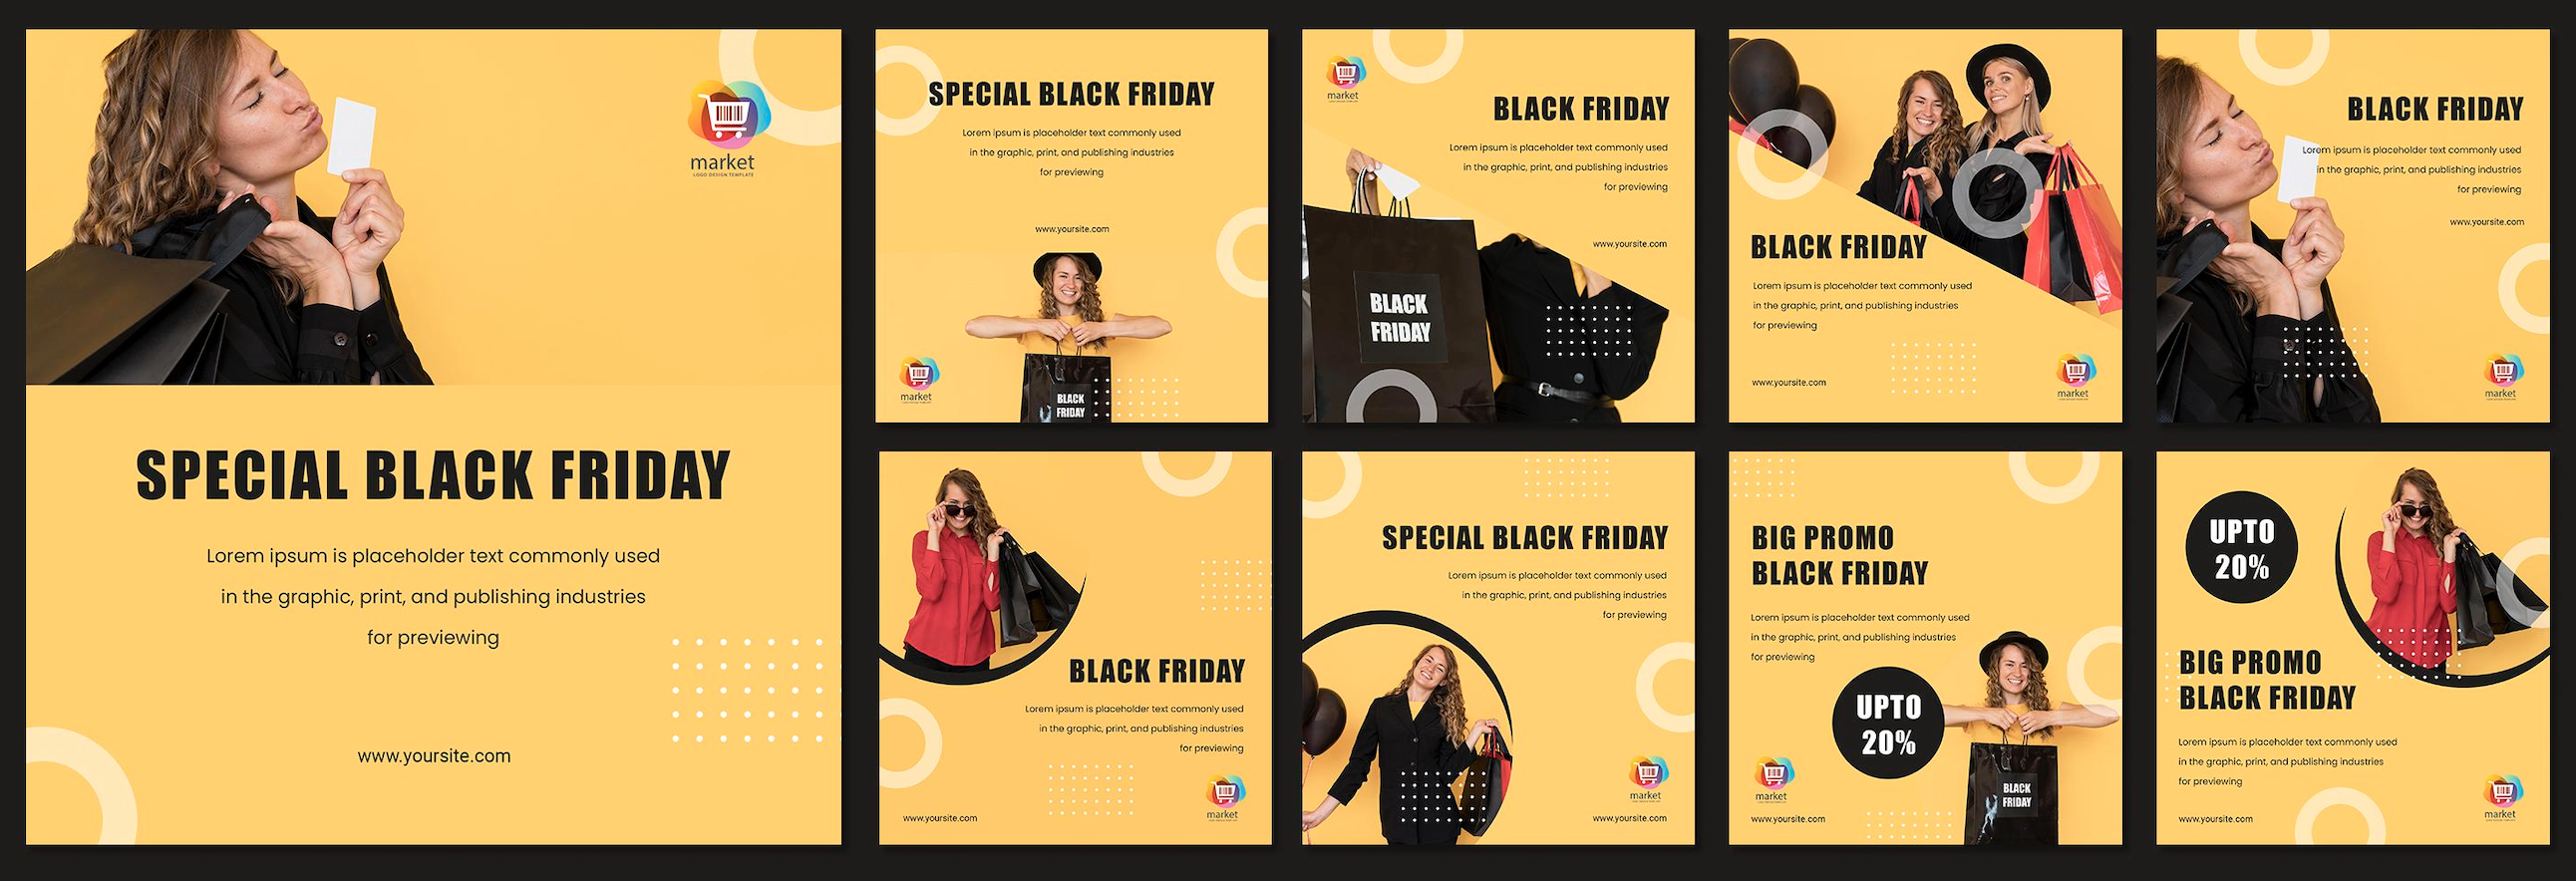 market
LOGO DESIGN TEMPLATE
SPECIAL BLACK FRIDAY
Lorem ipsum is placeholder text commonly used
in the graphic, print, and publishing industries
for previewing
www.yoursite.com
SPECIAL BLACK FRIDAY
Lorem ipsum is placeholder text commonly used
in the graphic, print, and publishing industries
for previewing
www.yoursite.com
BLACK
FRIDAY
market
market
BLACK FRIDAY
Lorem ipsum is placeholder text commonly used
in the graphic, print, and publishing industries
for previewing
www.yoursite.com
BLACK
FRIDAY
BLACK FRIDAY
Lorem ipsum is placeholder text commonly used
in the graphic, print, and publishing industries
for previewing
www.yoursite.com
market
BLACK FRIDAY
Lorem ipsum is placeholder text commonly used
in the graphic, print, and publishing industries
for previewing
www.yoursite.com
market
BLACK FRIDAY
Lorem ipsum is placeholder text commonly used
in the graphic, print, and publishing industries
for previewing
www.yoursite.com
market
SPECIAL BLACK FRIDAY
Lorem ipsum is placeholder text commonly used
in the graphic, print, and publishing industries
for previewing
market
www.yoursite.com
BIG PROMO
BLACK FRIDAY
Lorem ipsum is placeholder text commonly used
in the graphic, print, and publishing industries
for previewing
UPTO
20%
BLACK
FRIDAY
market
www.yoursite.com
UPTO
20%
BIG PROMO
BLACK FRIDAY
Lorem ipsum is placeholder text commonly used
in the graphic, print, and publishing industries
for previewing
www.yoursite.com
market